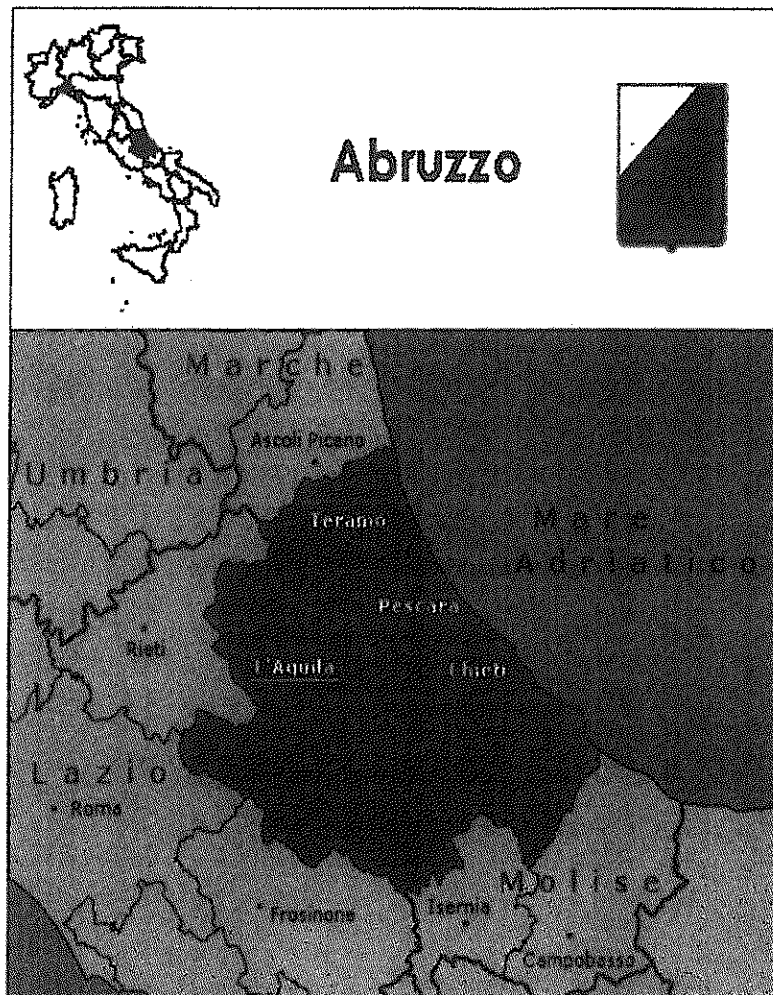 Abruzzo
Marche
Ascoli Piceno
Umbria
Teramo
Mare
Adriatico
Pescara
Rieti
L'Aquila
Chieti
Lazio
Roma
Molise
Frosinone
Isernia
Campobasso